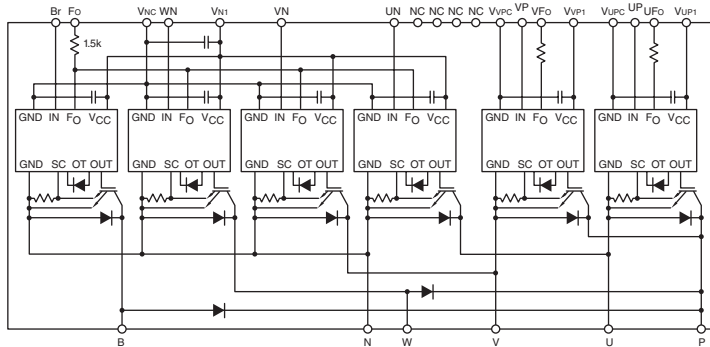 Br FO VNC WN VN1 VN UN NC NC NC NC VVPC VP VFO VVP1 VUPC UP UFO VUP1
1.5k
GND IN FO VCC GND IN FO VCC GND IN FO VCC GND IN FO VCC GND IN FO VCC GND IN FO VCC
GND SC OT OUT GND SC OT OUT GND SC OT OUT GND SC OT OUT GND SC OT OUT GND SC OT OUT
B N W V U P